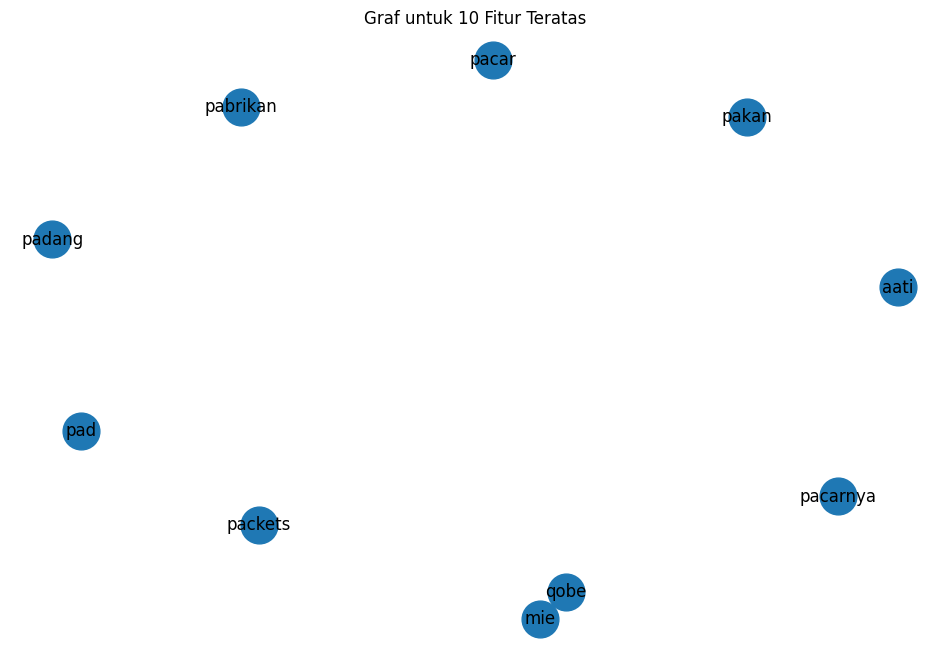 Graf untuk 10 Fitur Teratas
pacar
pabrikan
pakan
padang
aati
pad
pacarnya
packets
qobe
mie